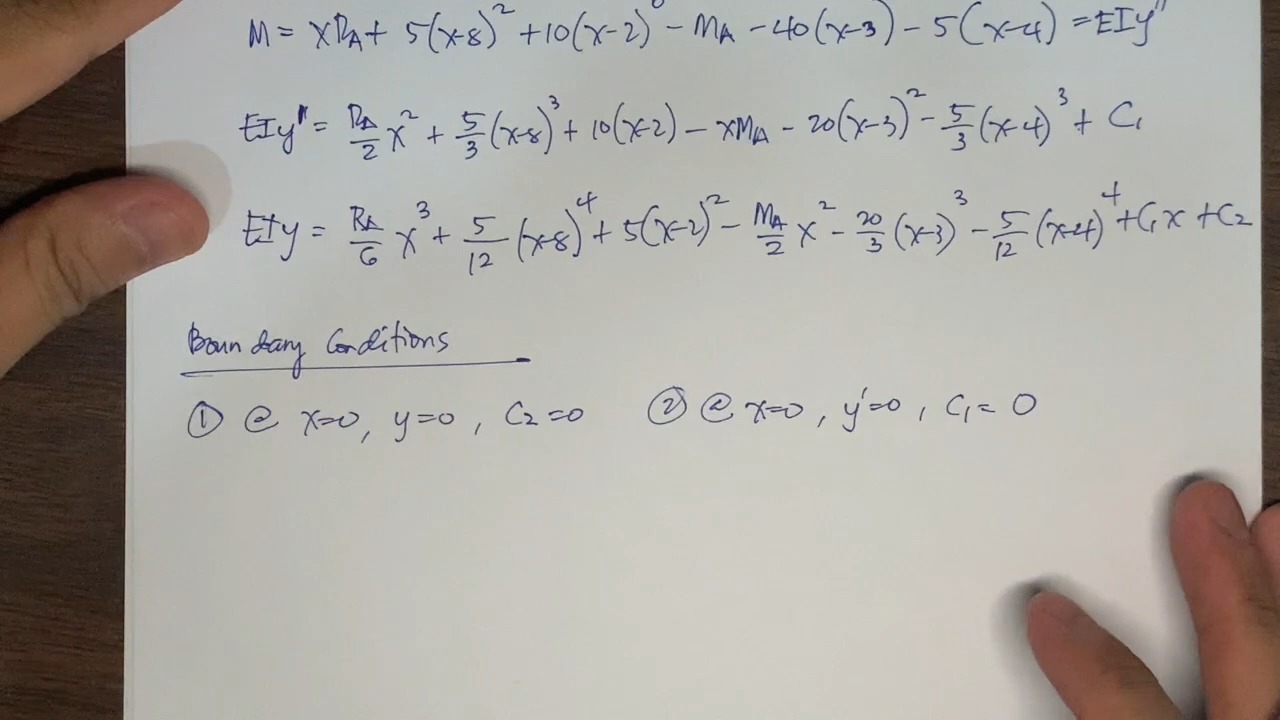 M = xR_A + 5(x-8)^2 + 10(x-2)^0 - M_A - 40(x-3) - 5(x-4) = EIy''
EIy' = R_A/2 x^2 + 5/3 (x-8)^3 + 10(x-2) - xM_A - 20(x-3)^2 - 5/3 (x-4)^3 + C_1
EIy = R_A/6 x^3 + 5/12 (x-8)^4 + 5(x-2)^2 - M_A/2 x^2 - 20/3 (x-3)^3 - 5/12 (x-4)^4 + C_1x + C_2
Boundary Conditions
① @ x=0, y=0, C_2=0 ② @ x=0, y'=0, C_1= 0